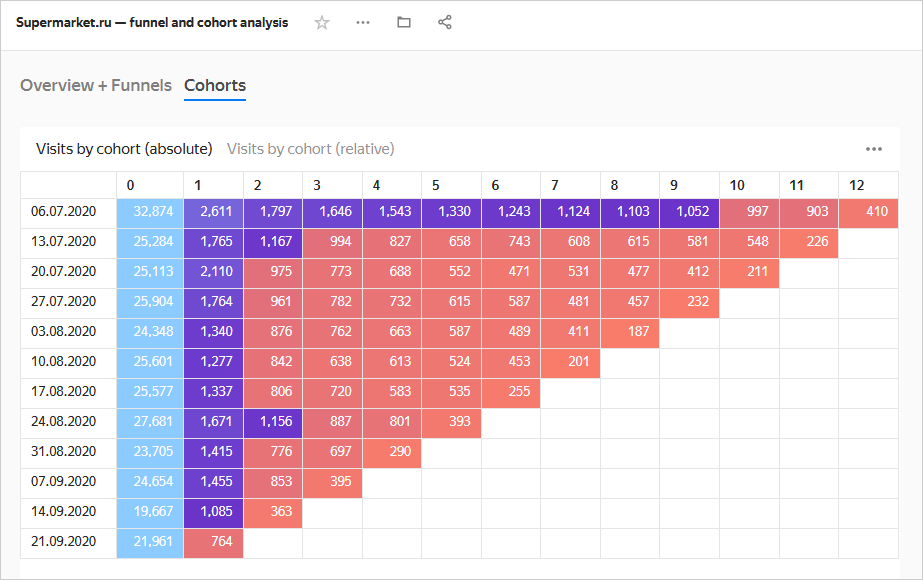 Supermarket.ru — funnel and cohort analysis
Overview + Funnels Cohorts
Visits by cohort (absolute) Visits by cohort (relative)
0 1 2 3 4 5 6 7 8 9 10 11 12
06.07.2020 32,874 2,611 1,797 1,646 1,543 1,330 1,243 1,124 1,103 1,052 997 903 410
13.07.2020 25,284 1,765 1,167 994 827 658 743 608 615 581 548 226
20.07.2020 25,113 2,110 975 773 688 552 471 531 477 412 211
27.07.2020 25,904 1,764 961 782 732 615 587 481 457 232
03.08.2020 24,348 1,340 876 762 663 587 489 411 187
10.08.2020 25,601 1,277 842 638 613 524 453 201
17.08.2020 25,577 1,337 806 720 583 535 255
24.08.2020 27,681 1,671 1,156 887 801 393
31.08.2020 23,705 1,415 776 697 290
07.09.2020 24,654 1,455 853 395
14.09.2020 19,667 1,085 363
21.09.2020 21,961 764